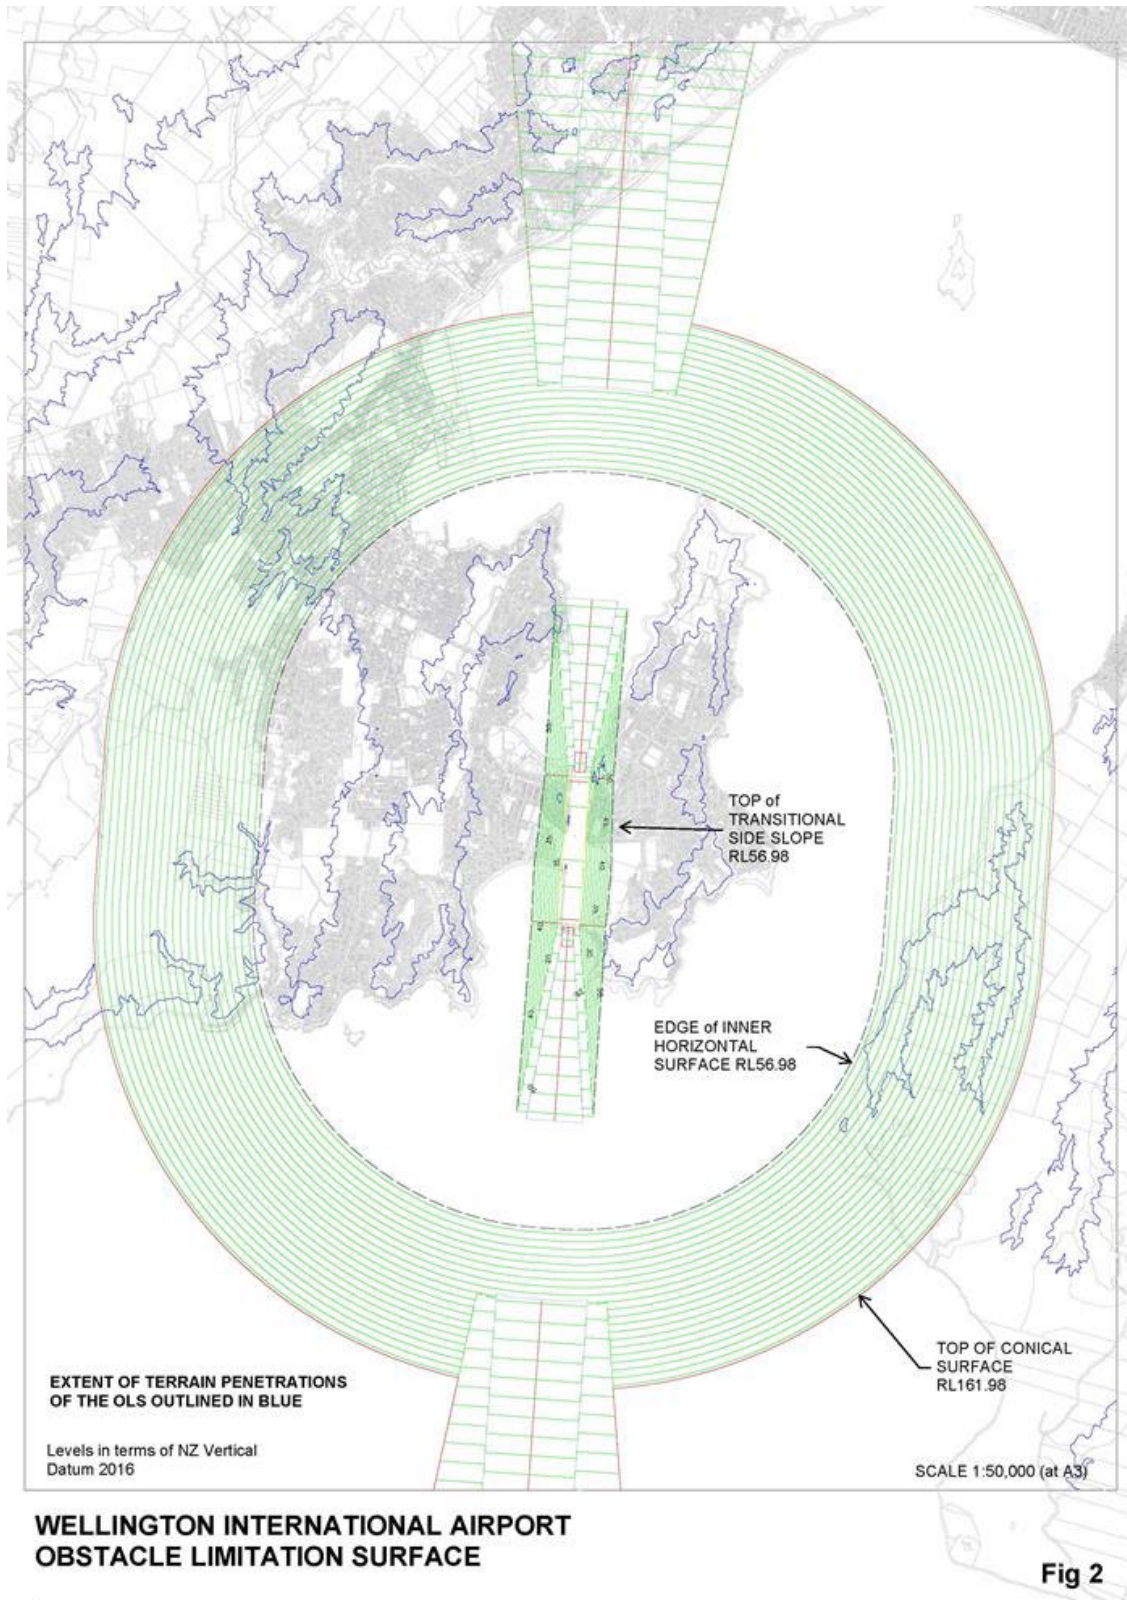 TOP of
TRANSITIONAL
SIDE SLOPE
RL56.98
EDGE of INNER
HORIZONTAL
SURFACE RL56.98
TOP OF CONICAL
SURFACE
RL161.98
EXTENT OF TERRAIN PENETRATIONS
OF THE OLS OUTLINED IN BLUE
Levels in terms of NZ Vertical
Datum 2016
SCALE 1:50,000 (at A3)
WELLINGTON INTERNATIONAL AIRPORT
OBSTACLE LIMITATION SURFACE
Fig 2